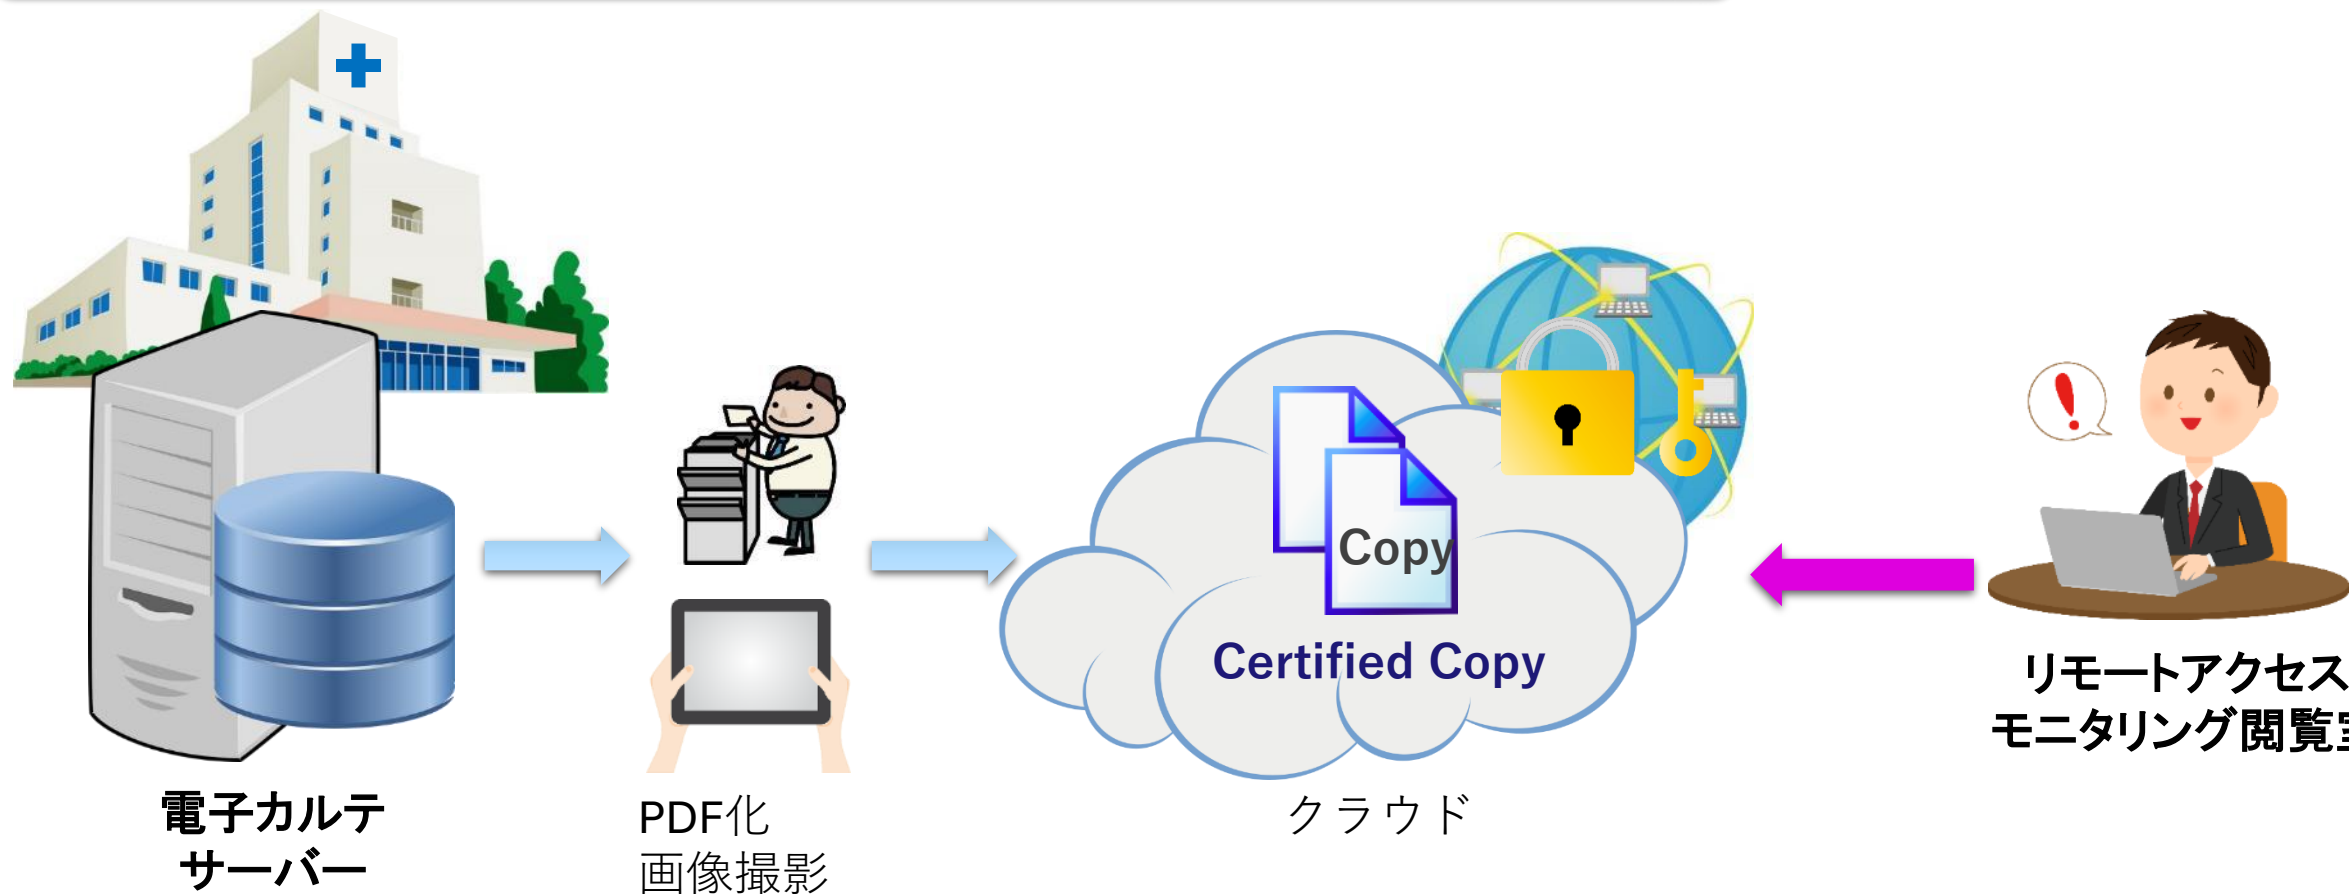 Copy
Certified Copy
リモートアクセス
モニタリング閲覧室
電子カルテ
サーバー
PDF化
画像撮影
クラウド